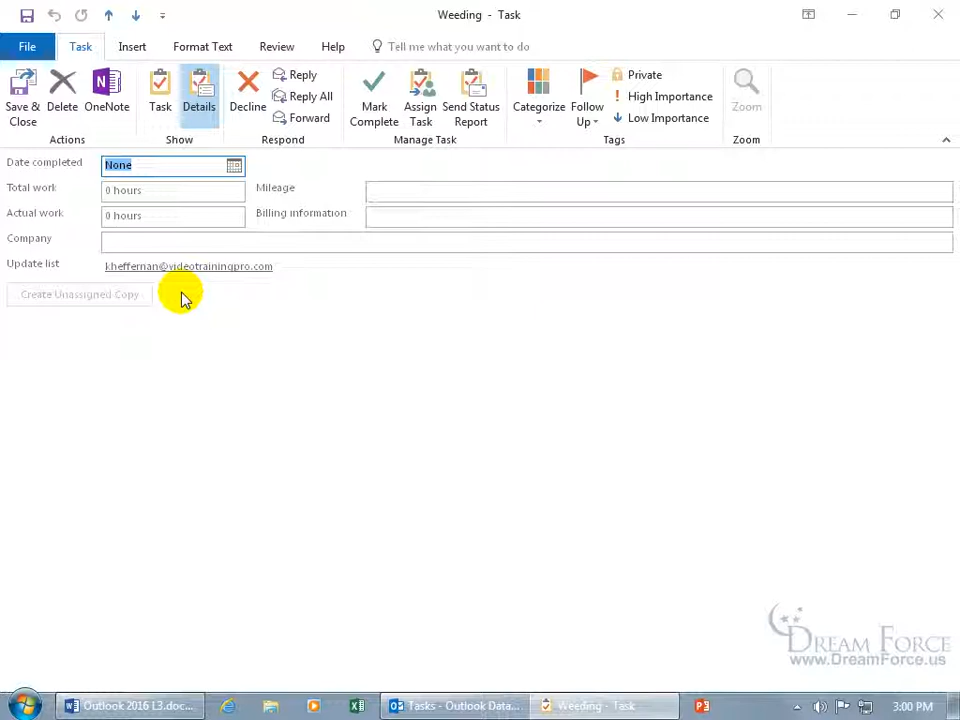 Weeding - Task
File Task Insert Format Text Review Help Tell me what you want to do
Save & Close Delete OneNote Task Details Decline Reply Reply All Forward Mark Complete Assign Task Send Status Report Categorize Follow Up Private High Importance Low Importance Zoom
Actions Show Respond Manage Task Tags Zoom
Date completed None
Total work 0 hours Mileage
Actual work 0 hours Billing information
Company
Update list kheffernan@videotrainingpro.com
Create Unassigned Copy
DREAM FORCE
www.DreamForce.us
Outlook 2016 L3.doc... Tasks - Outlook Data... Weeding - Task 3:00 PM